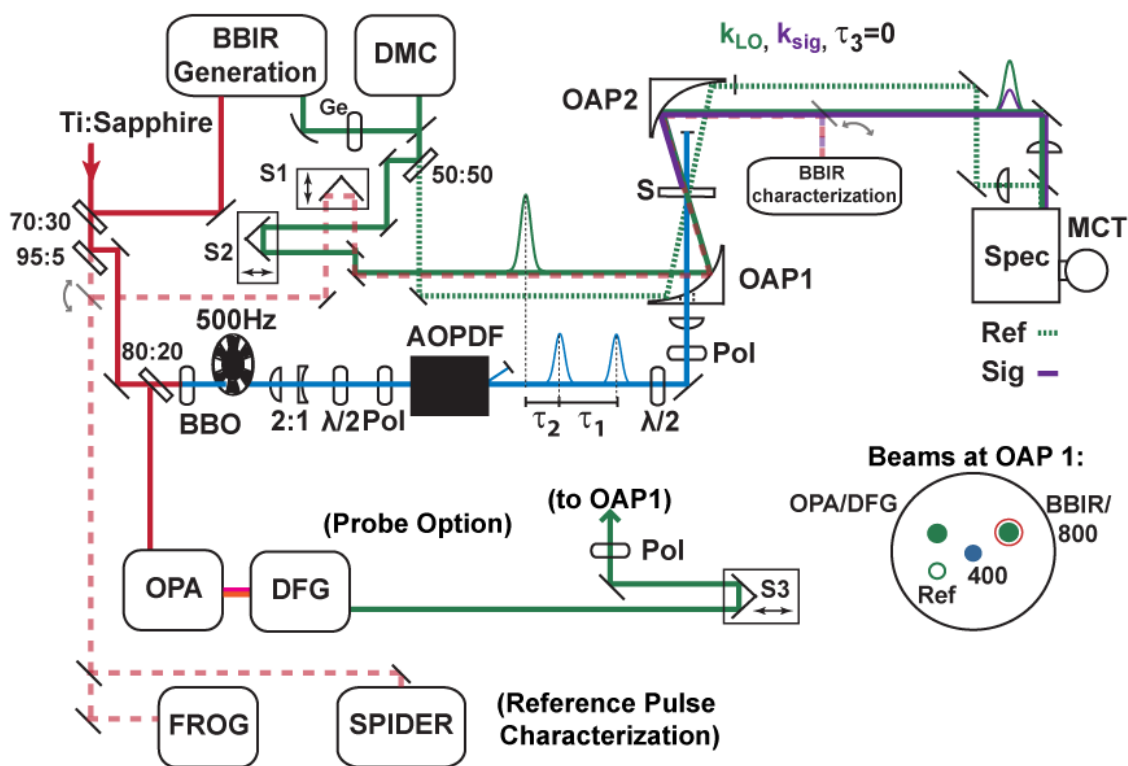 BBIR
Generation
DMC
k_LO, k_sig, τ_3=0
OAP2
Ge
Ti:Sapphire
S1
50:50
S
BBIR
characterization
70:30
95:5
S2
OAP1
Spec
MCT
500Hz
AOPDF
Ref
Sig
80:20
Pol
BBO
2:1
λ/2
Pol
τ_2
τ_1
λ/2
Beams at OAP 1:
OPA/DFG
BBIR/
800
400
Ref
(to OAP1)
(Probe Option)
Pol
OPA
DFG
S3
FROG
SPIDER
(Reference Pulse
Characterization)